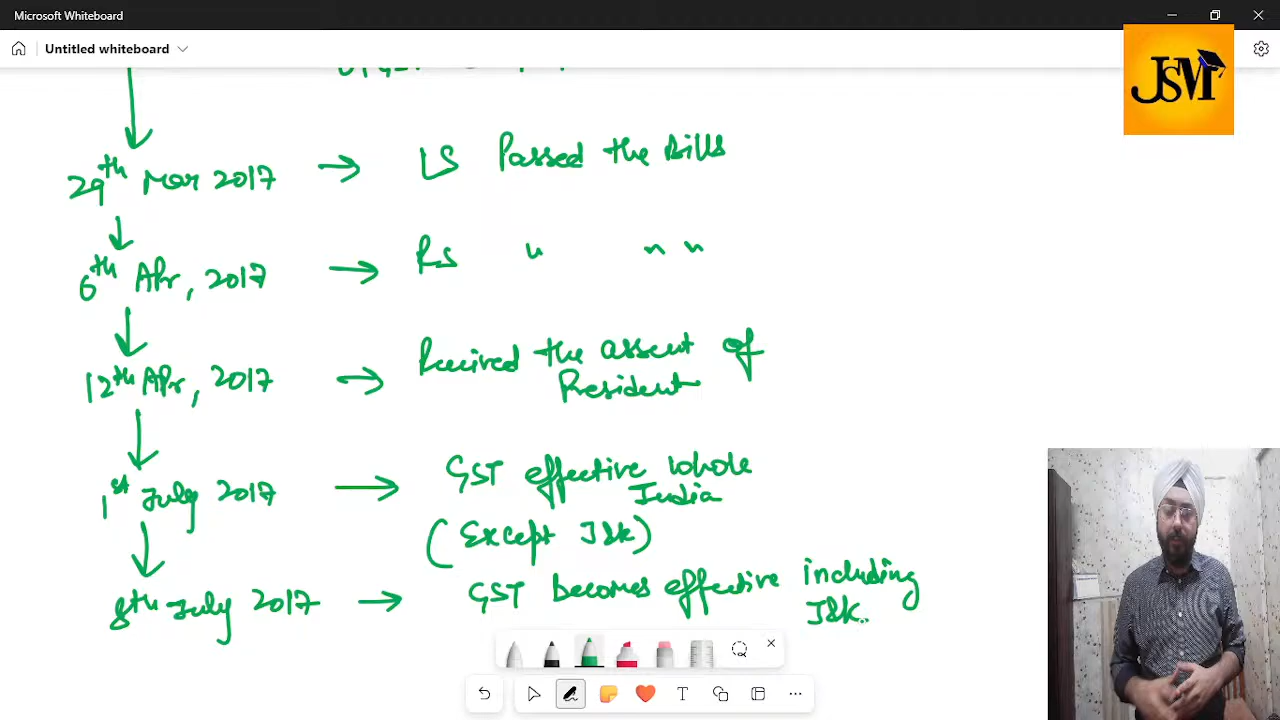 Microsoft Whiteboard
Untitled whiteboard
JSM
29th Mar 2017 → LS Passed the Bills
6th Apr, 2017 → RS " " "
12th Apr, 2017 → Received the assent of
President
1st July 2017 → GST effective whole
India
(Except J&K)
8th July 2017 → GST becomes effective including
J&K.